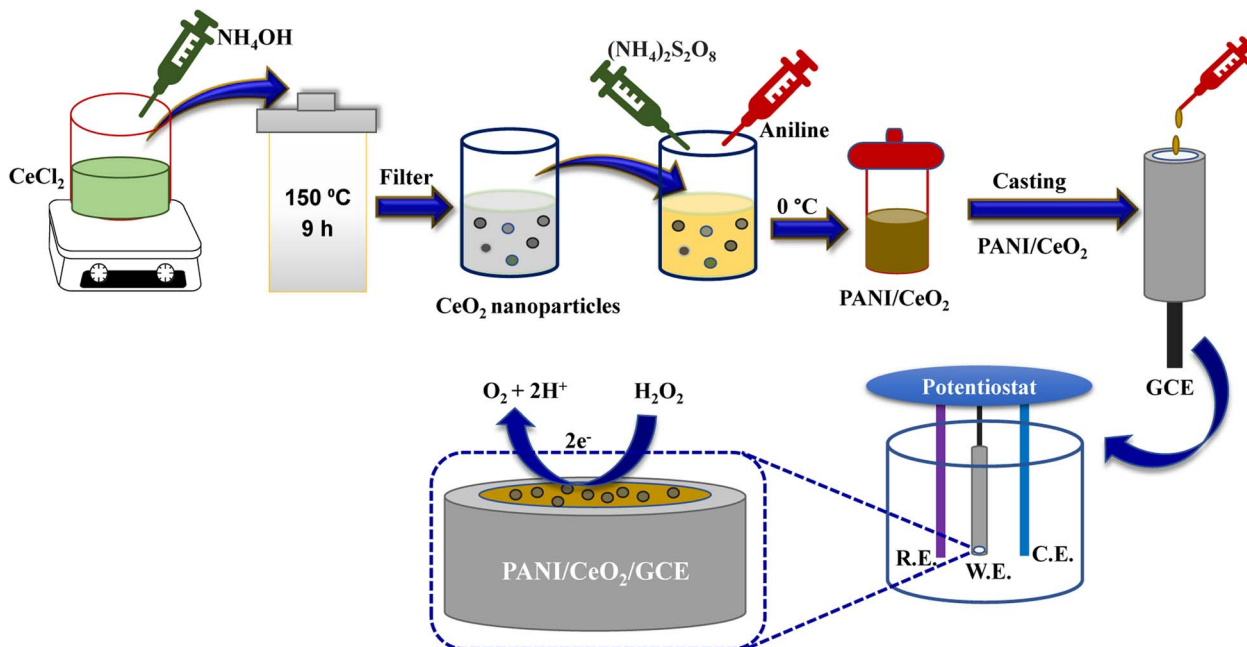 NH₄OH
CeCl₂
150 ºC
9 h
Filter
CeO₂ nanoparticles
(NH₄)₂S₂O₈
Aniline
0 °C
PANI/CeO₂
Casting
PANI/CeO₂
GCE
Potentiostat
R.E.
W.E.
C.E.
O₂ + 2H⁺
H₂O₂
2e⁻
PANI/CeO₂/GCE